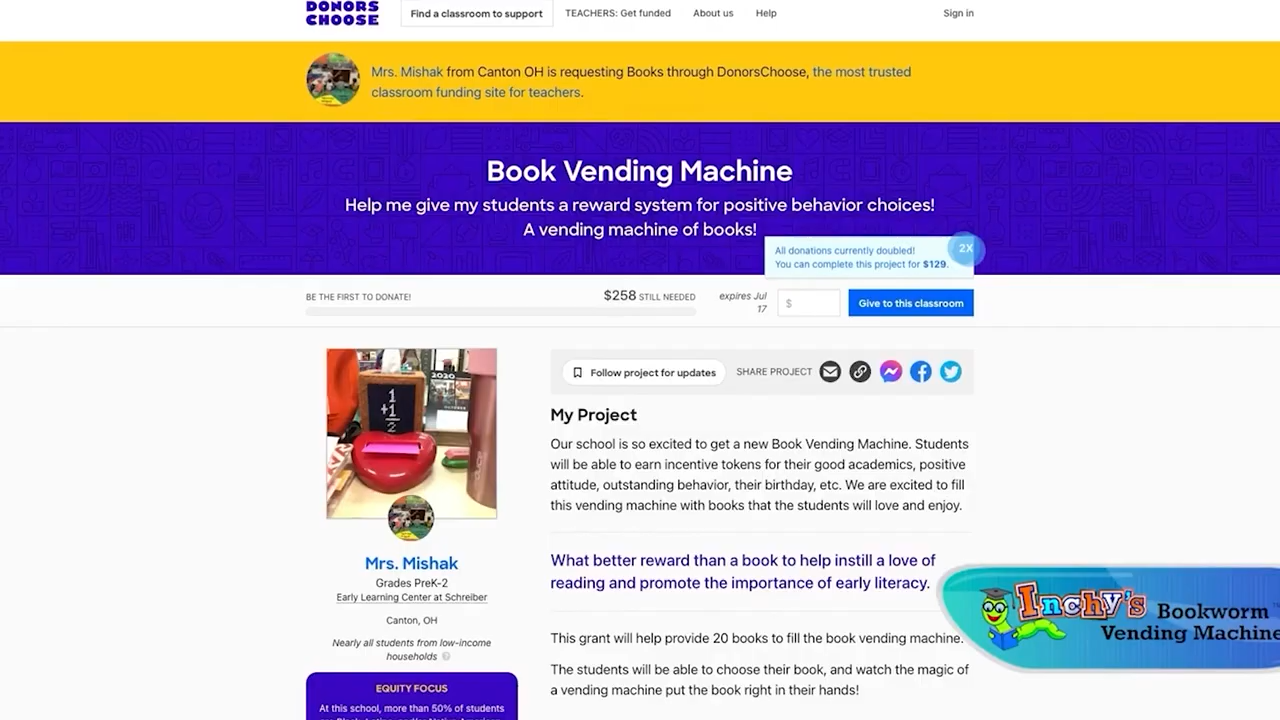 DONORS
CHOOSE
Find a classroom to support
TEACHERS: Get funded
About us
Help
Sign in
Mrs. Mishak from Canton OH is requesting Books through DonorsChoose, the most trusted
classroom funding site for teachers.
Book Vending Machine
Help me give my students a reward system for positive behavior choices!
A vending machine of books!
All donations currently doubled!
You can complete this project for $129.
2X
BE THE FIRST TO DONATE!
$258 STILL NEEDED
expires Jul
17
$
Give to this classroom
2020
OCTOBER
1
+1
2
Follow project for updates
SHARE PROJECT
My Project
Our school is so excited to get a new Book Vending Machine. Students
will be able to earn incentive tokens for their good academics, positive
attitude, outstanding behavior, their birthday, etc. We are excited to fill
this vending machine with books that the students will love and enjoy.
What better reward than a book to help instill a love of
reading and promote the importance of early literacy.
This grant will help provide 20 books to fill the book vending machine.
The students will be able to choose their book, and watch the magic of
a vending machine put the book right in their hands!
Mrs. Mishak
Grades PreK-2
Early Learning Center at Schreiber
Canton, OH
Nearly all students from low-income
households ?
EQUITY FOCUS
At this school, more than 50% of students
Inchy's
Bookworm™
Vending Machine